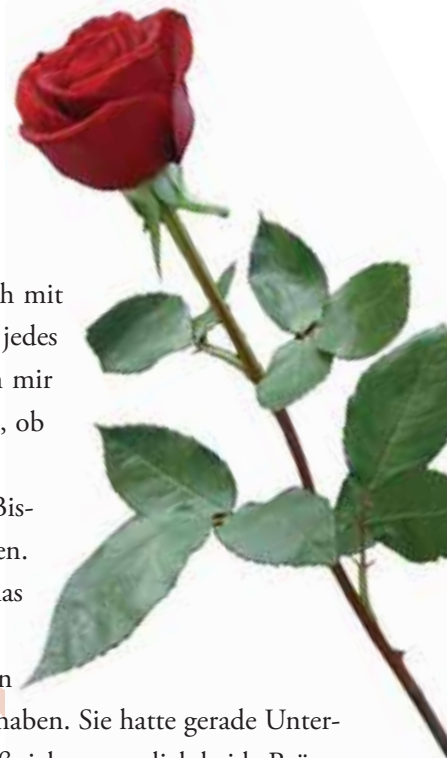 h mit
jedes
mir
, ob
Bis-
en.
as
n
haben. Sie hatte gerade Unter-